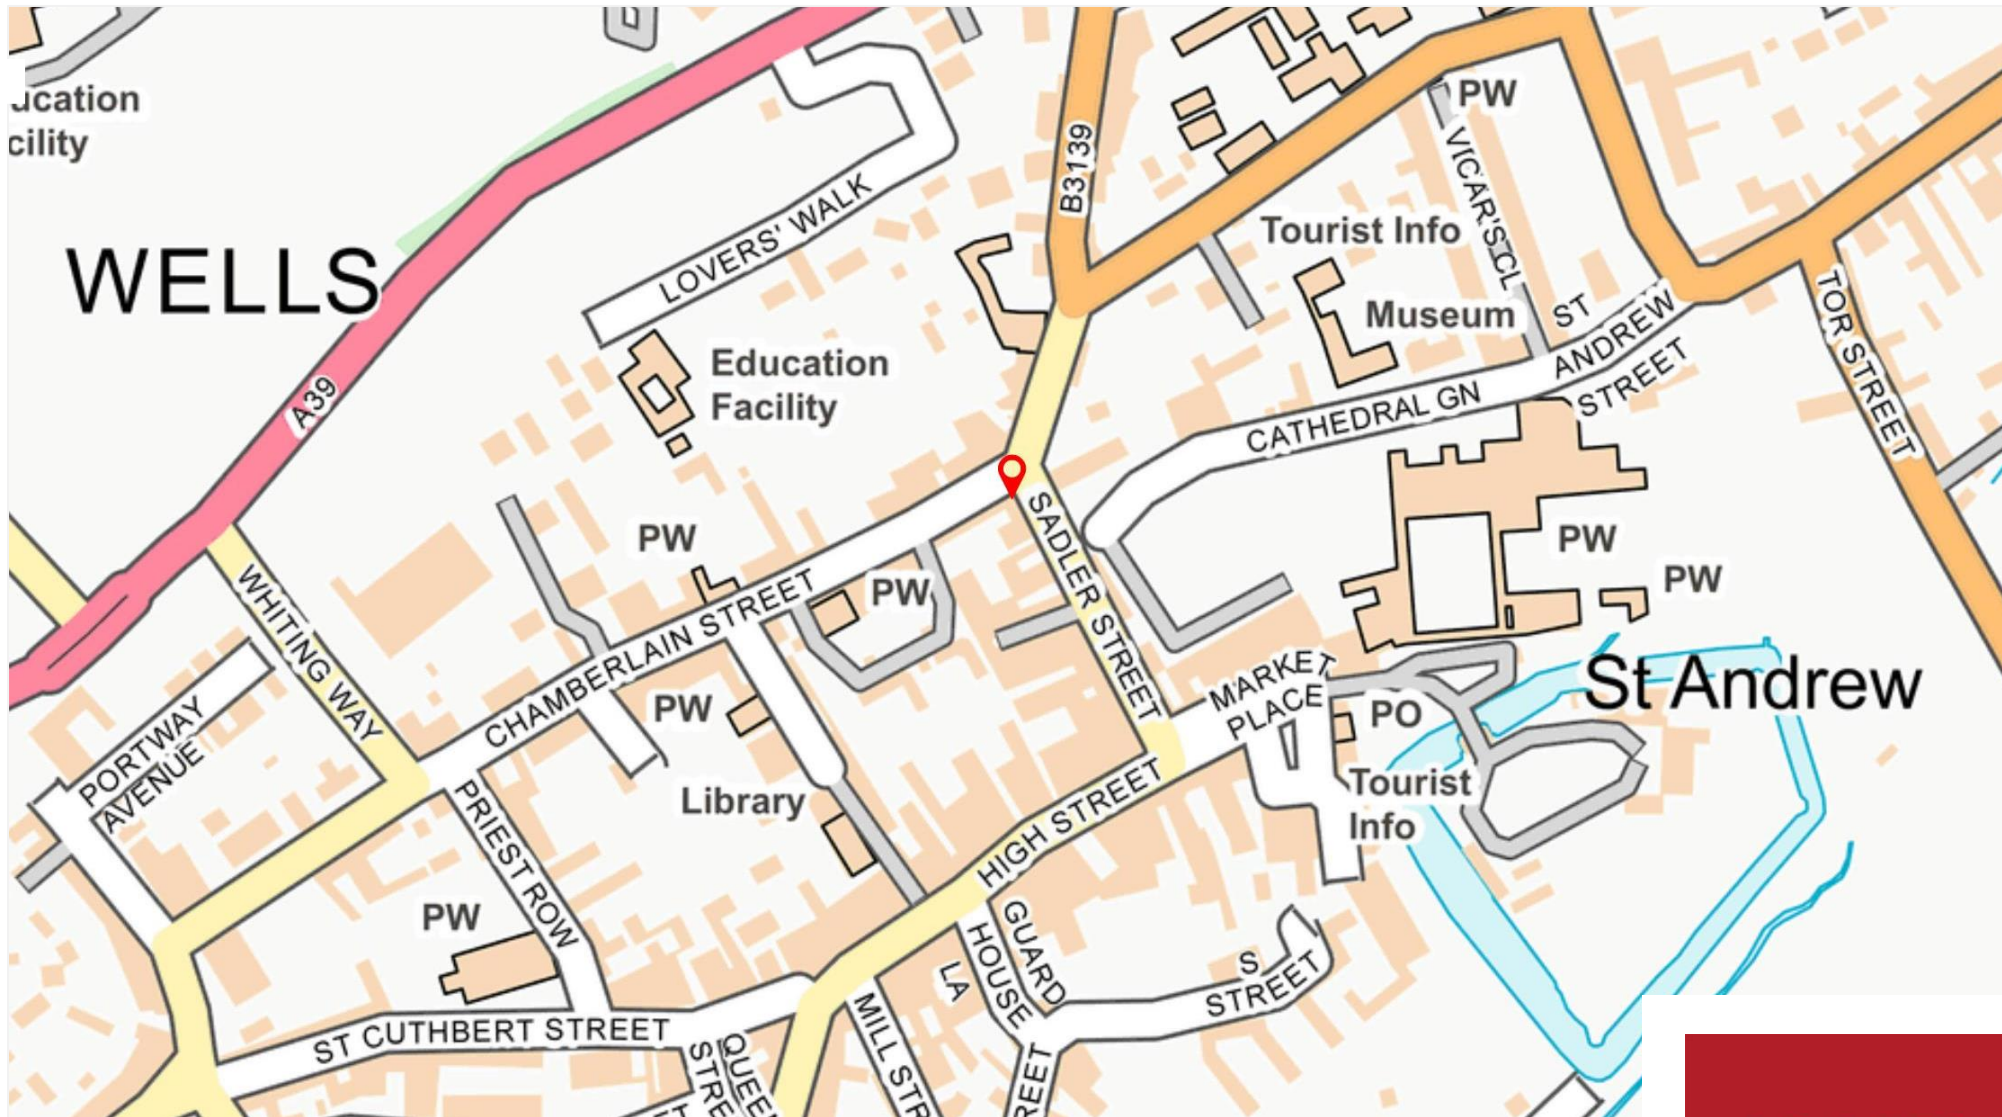 ucation
cility
PW
B3139
VICAR'S CL
LOVERS' WALK
Tourist Info
WELLS
Museum
ST
ANDREW
STREET
TOR STREET
Education
Facility
A39
CATHEDRAL GN
SADLER STREET
PW
PW
PW
PW
WHITING WAY
CHAMBERLAIN STREET
MARKET
PLACE
St Andrew
PW
PO
PORTWAY
AVENUE
Library
Tourist
Info
HIGH STREET
PRIEST ROW
PW
GUARD
HOUSE
LA
S
STREET
MILL STR
ST CUTHBERT STREET
QUEEN
STRE
REET
ET